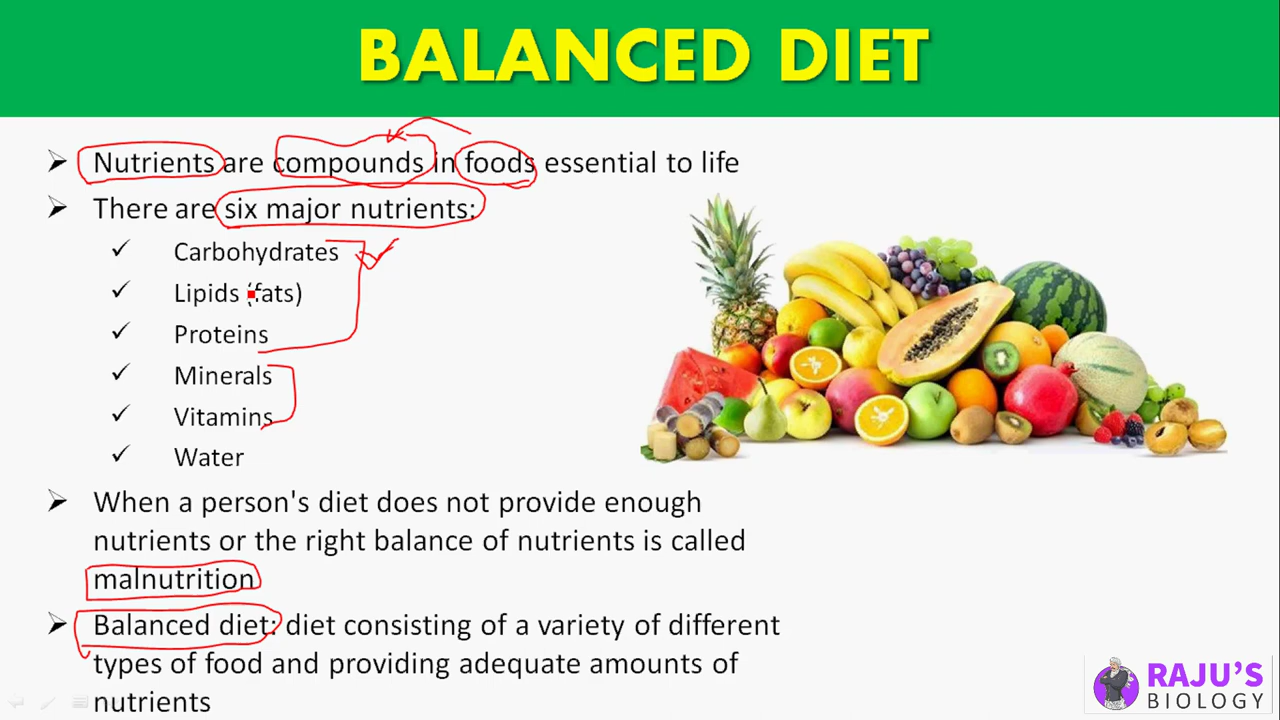 BALANCED DIET
Nutrients are compounds in foods essential to life
There are six major nutrients:
Carbohydrates
Lipids (fats)
Proteins
Minerals
Vitamins
Water
When a person's diet does not provide enough
nutrients or the right balance of nutrients is called
malnutrition
Balanced diet: diet consisting of a variety of different
types of food and providing adequate amounts of
nutrients
RAJU'S
BIOLOGY